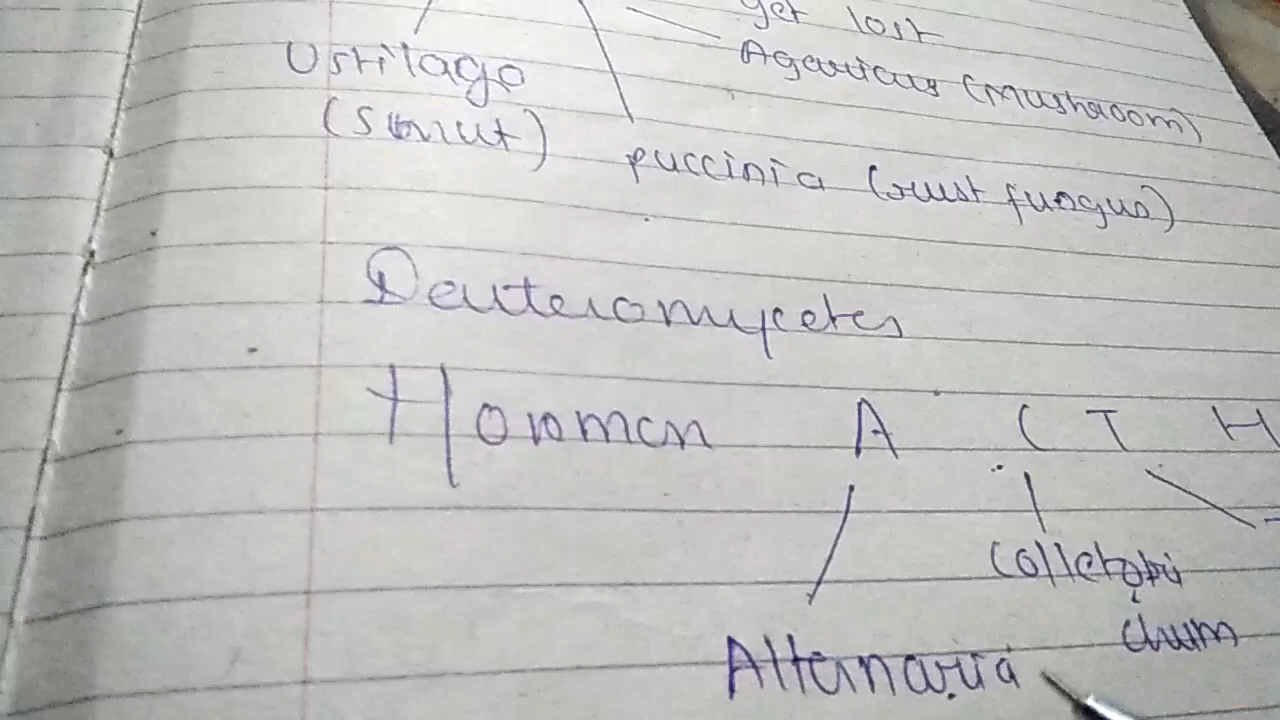 get lost
Ustilago
Agaricus (Mushroom)
(Smut)
puccinia (rust fungus)
Deuteromycetes
Hormon A C T H
Colletotri
chum
Alternaria